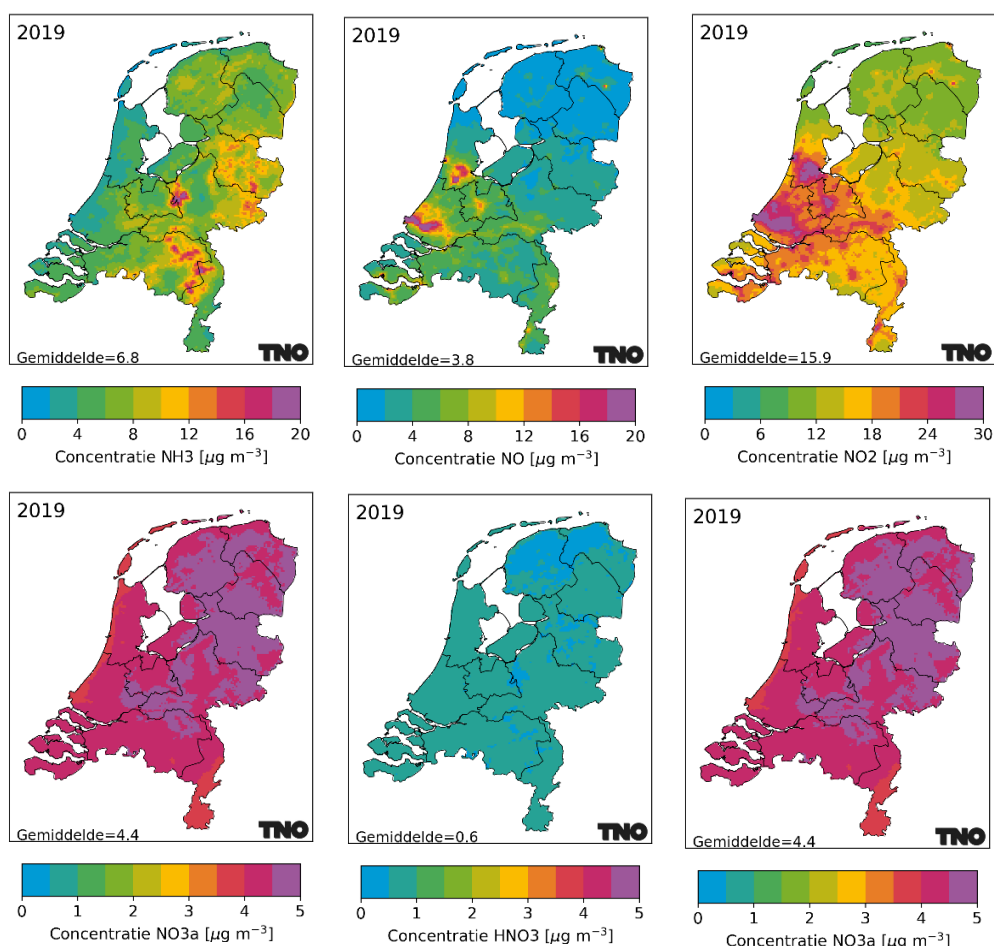 2019
2019
2019
Gemiddelde=6.8
TNO
Gemiddelde=3.8
TNO
Gemiddelde=15.9
TNO
0 4 8 12 16 20
0 4 8 12 16 20
0 6 12 18 24 30
Concentratie NH3 [μg m⁻³]
Concentratie NO [μg m⁻³]
Concentratie NO2 [μg m⁻³]
2019
2019
2019
Gemiddelde=4.4
TNO
Gemiddelde=0.6
TNO
Gemiddelde=4.4
TNO
0 1 2 3 4 5
0 1 2 3 4 5
0 1 2 3 4 5
Concentratie NO3a [μg m⁻³]
Concentratie HNO3 [μg m⁻³]
Concentratie NO3a [μg m⁻³]